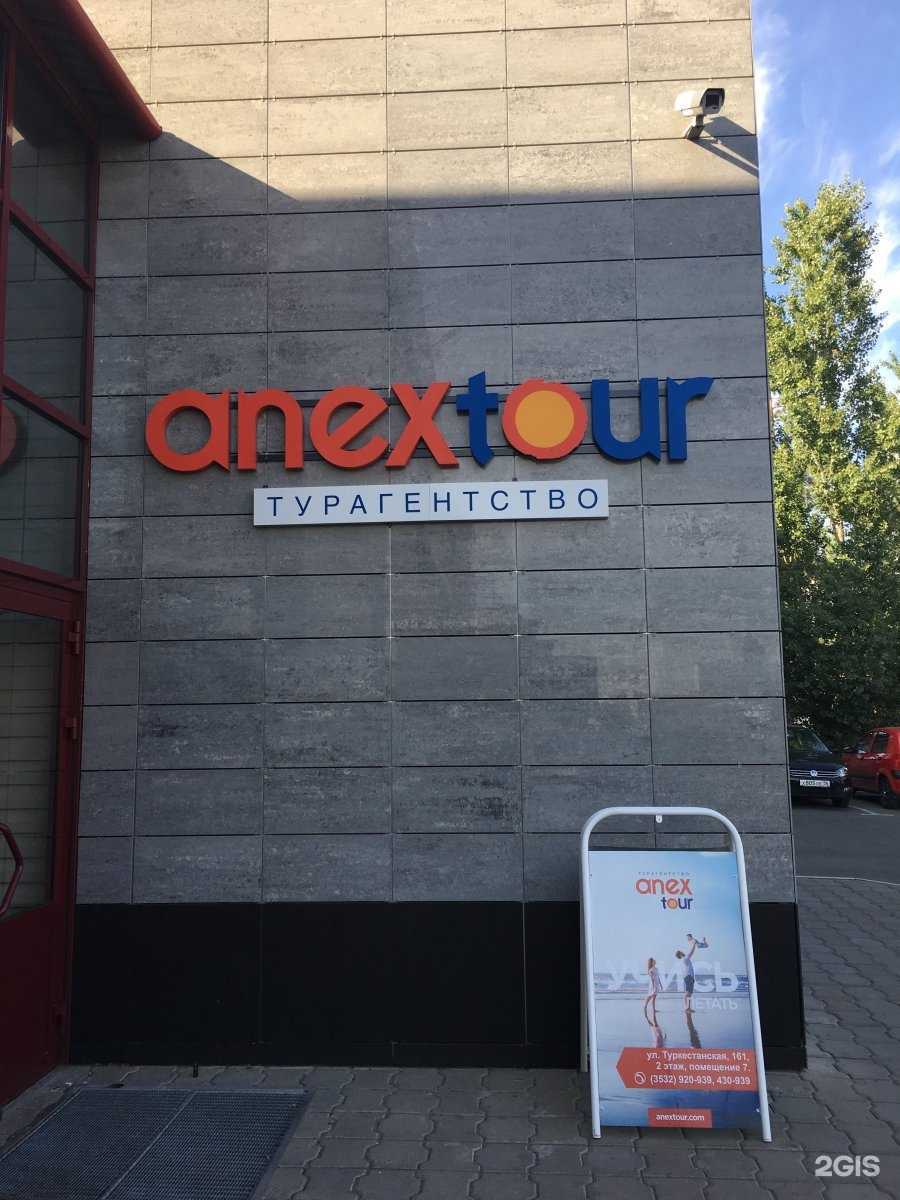 anextour
ТУРАГЕНТСТВО
ТУРАГЕНТСТВО
anex
tour
УЧИСЬ
ЛЕТАТЬ
ул. Туркестанская, 161,
2 этаж, помещение 7.
(3532) 920-939, 430-939
anextour.com
2GIS